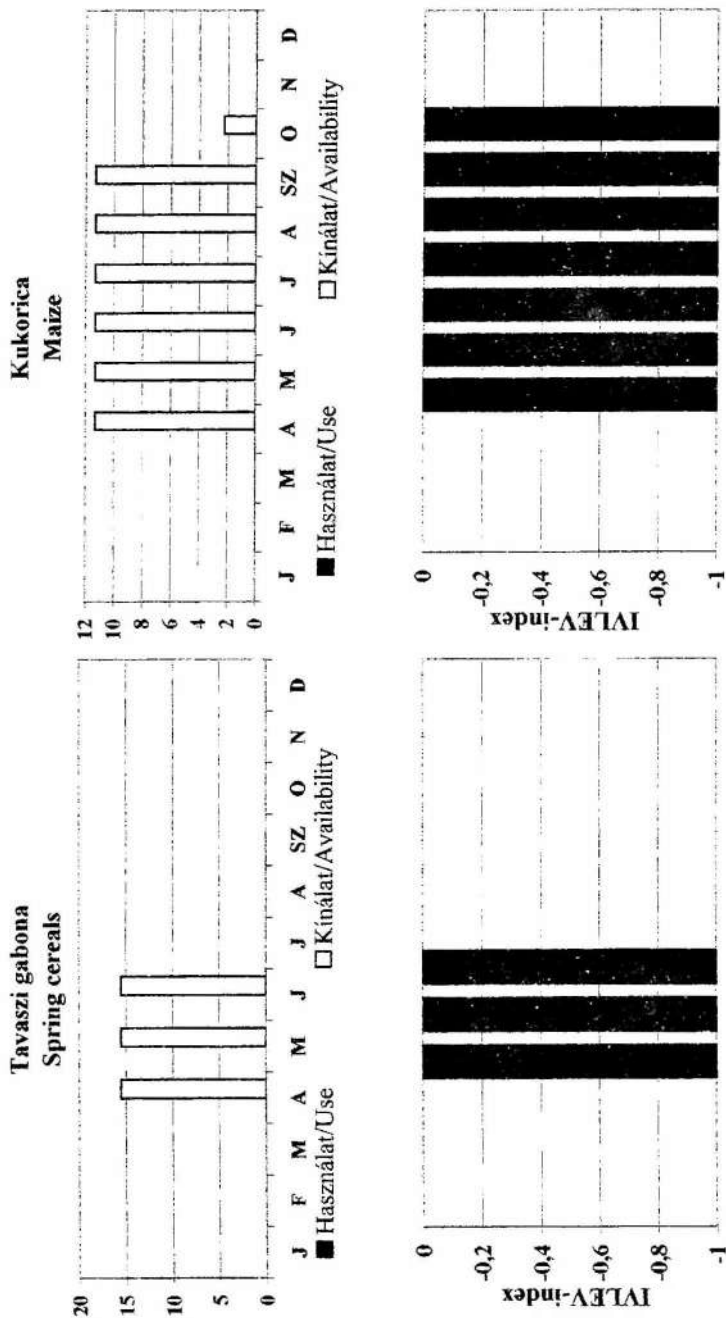 Tavaszi gabona
Spring cereals
20
15
10
5
0
J F M A M J J A SZ O N D
■ Használat/Use □ Kínálat/Availability
IVLEV-index
0
-0,2
-0,4
-0,6
-0,8
-1
Kukorica
Maize
12
10
8
6
4
2
0
J F M A M J J A SZ O N D
■ Használat/Use □ Kínálat/Availability
IVLEV-index
0
-0,2
-0,4
-0,6
-0,8
-1